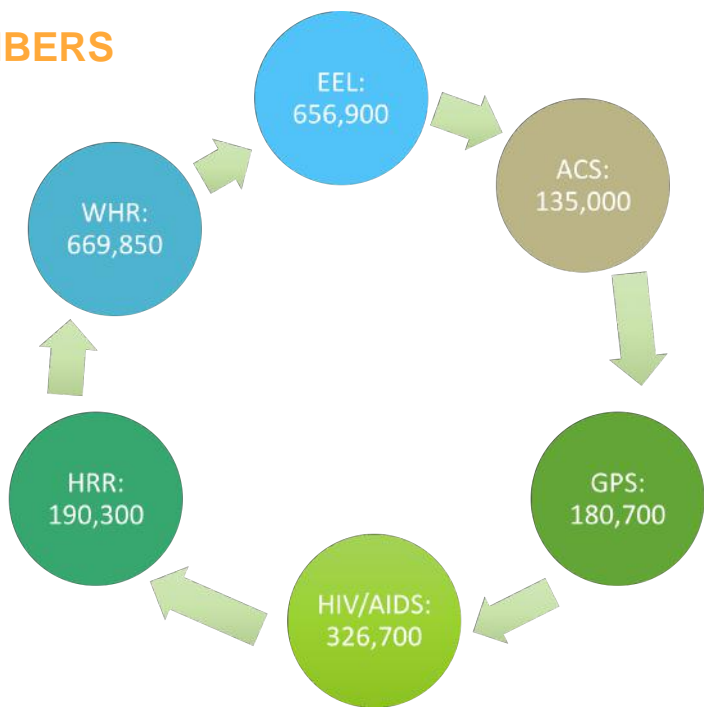 IBERS
EEL:
656,900
ACS:
135,000
GPS:
180,700
HIV/AIDS:
326,700
HRR:
190,300
WHR:
669,850